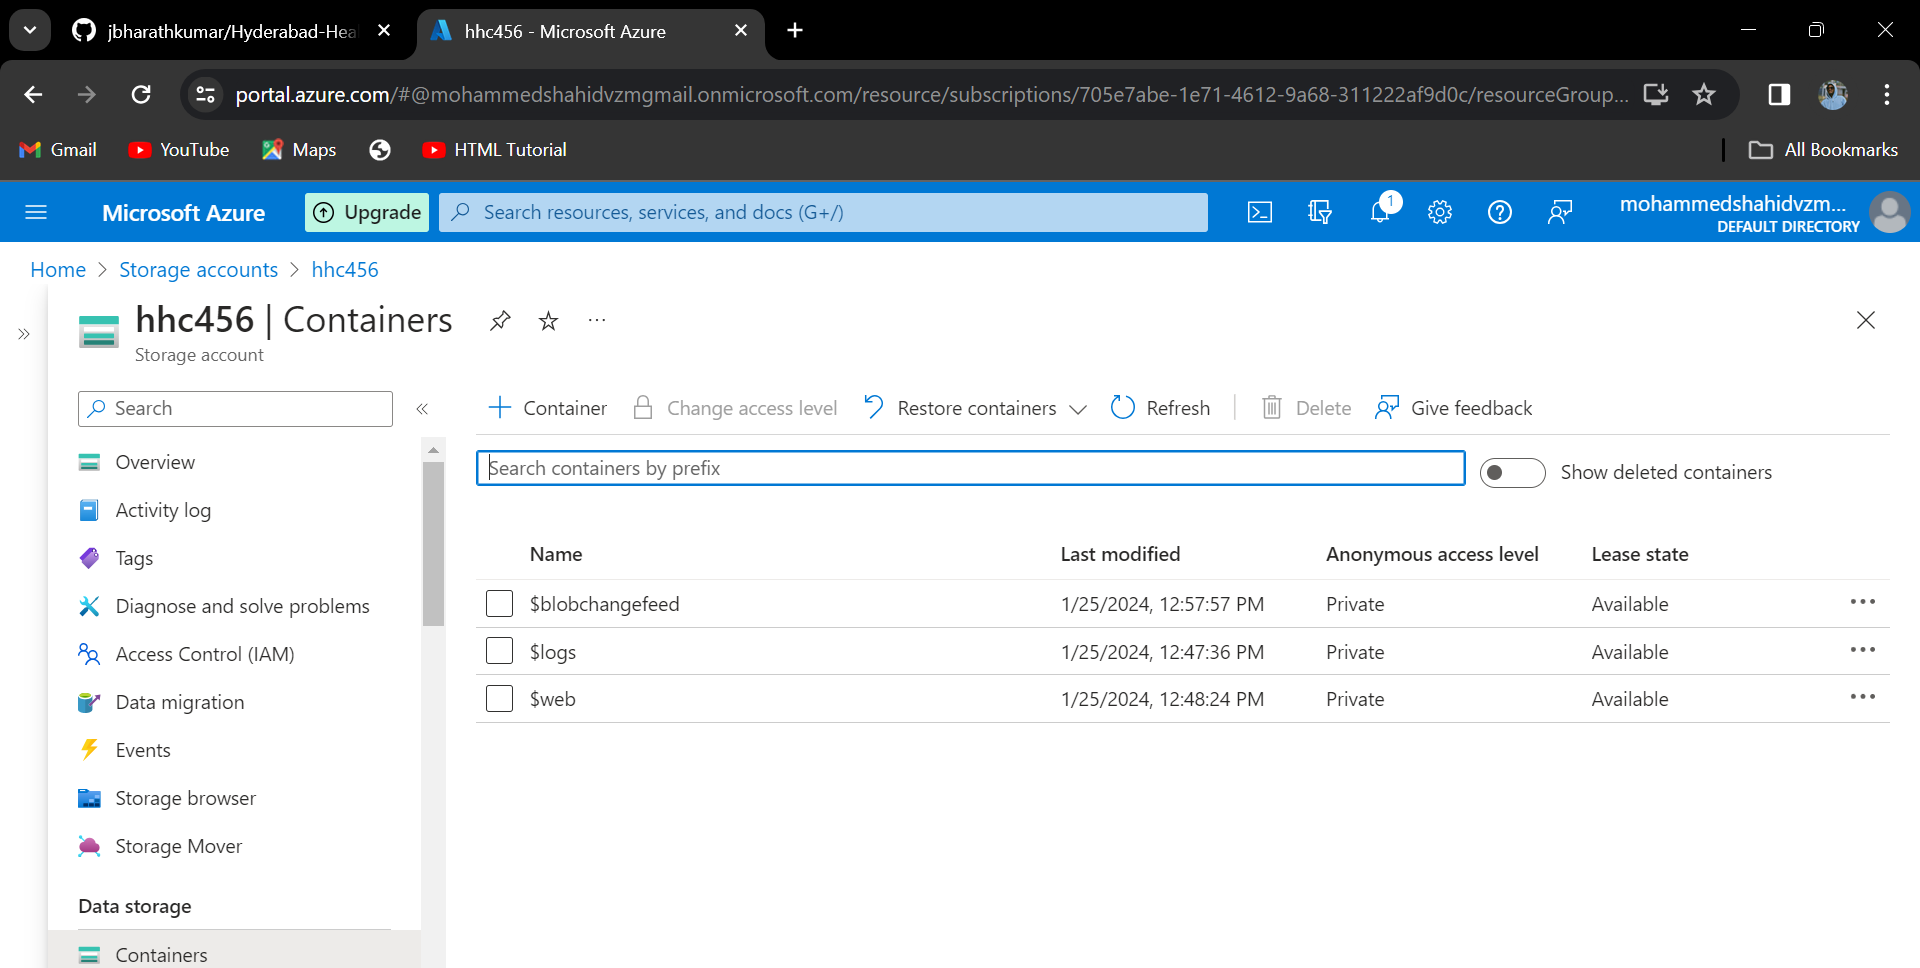 jbharathkumar/Hyderabad-Hea
hhc456 - Microsoft Azure
portal.azure.com/#@mohammedshahidvzmgmail.onmicrosoft.com/resource/subscriptions/705e7abe-1e71-4612-9a68-311222af9d0c/resourceGroup...
Gmail YouTube Maps HTML Tutorial All Bookmarks
Microsoft Azure Upgrade Search resources, services, and docs (G+/) 1 mohammedshahidvzm...
DEFAULT DIRECTORY
Home > Storage accounts > hhc456
hhc456 | Containers
Storage account
Search
Container Change access level Restore containers Refresh Delete Give feedback
Search containers by prefix
Show deleted containers
Overview
Activity log
Tags
Diagnose and solve problems
Access Control (IAM)
Data migration
Events
Storage browser
Storage Mover
Data storage
Containers
Name Last modified Anonymous access level Lease state
$blobchangefeed 1/25/2024, 12:57:57 PM Private Available
$logs 1/25/2024, 12:47:36 PM Private Available
$web 1/25/2024, 12:48:24 PM Private Available